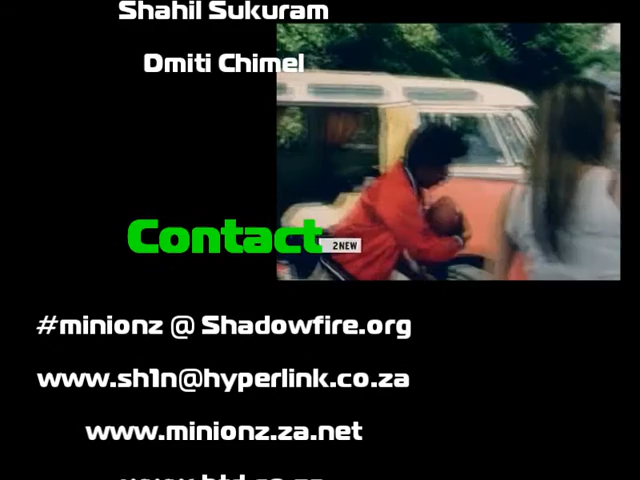 Shahil Sukuram
Dmiti Chimel
Contact
2NEW
#minionz @ Shadowfire.org
www.sh1n@hyperlink.co.za
www.minionz.za.net